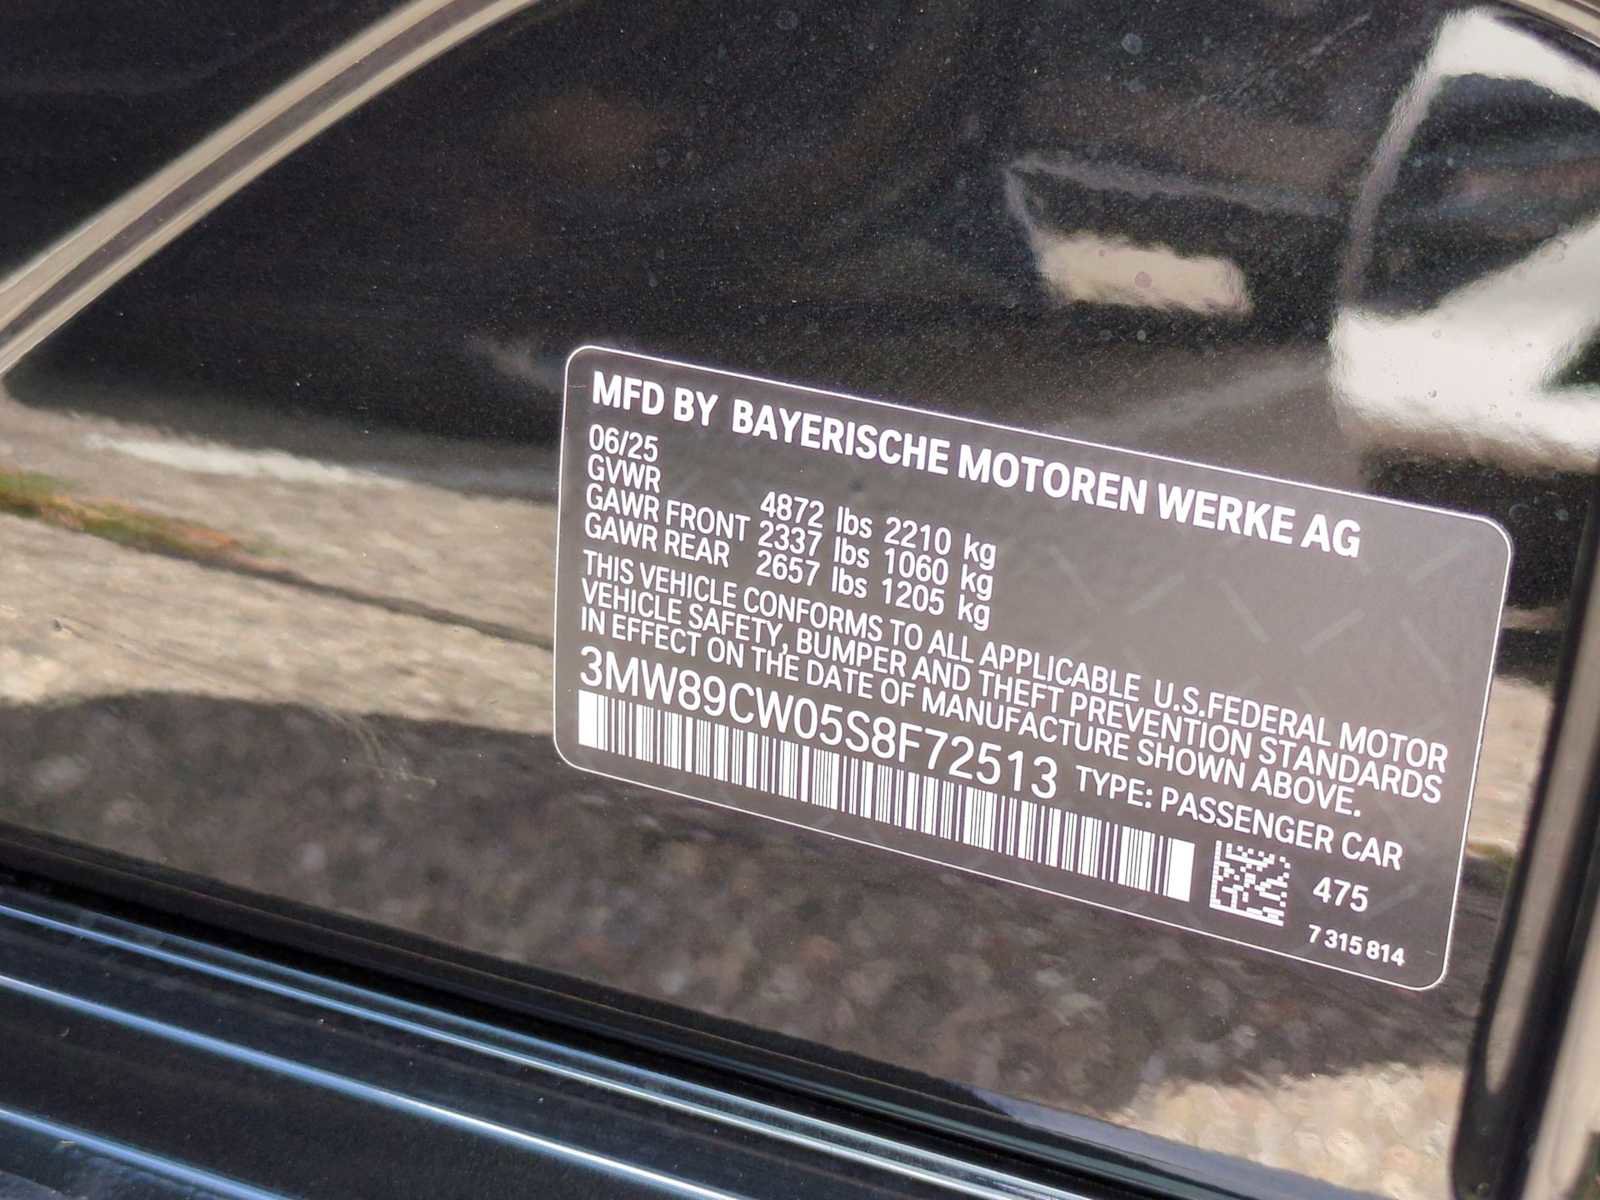 MFD BY BAYERISCHE MOTOREN WERKE AG
06/25
GVWR 4872 lbs 2210 kg
GAWR FRONT 2337 lbs 1060 kg
GAWR REAR 2657 lbs 1205 kg
THIS VEHICLE CONFORMS TO ALL APPLICABLE U.S.FEDERAL MOTOR
VEHICLE SAFETY, BUMPER AND THEFT PREVENTION STANDARDS
IN EFFECT ON THE DATE OF MANUFACTURE SHOWN ABOVE.
3MW89CW05S8F72513 TYPE: PASSENGER CAR
475
7 315 814